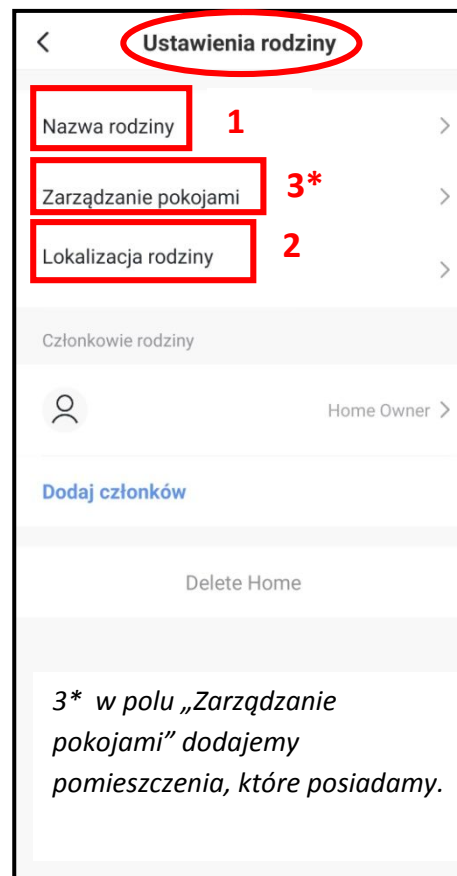 Ustawienia rodziny
Nazwa rodziny 1
Zarządzanie pokojami 3*
Lokalizacja rodziny 2
Członkowie rodziny
Home Owner
Dodaj członków
Delete Home
3* w polu „Zarządzanie
pokojami” dodajemy
pomieszczenia, które posiadamy.